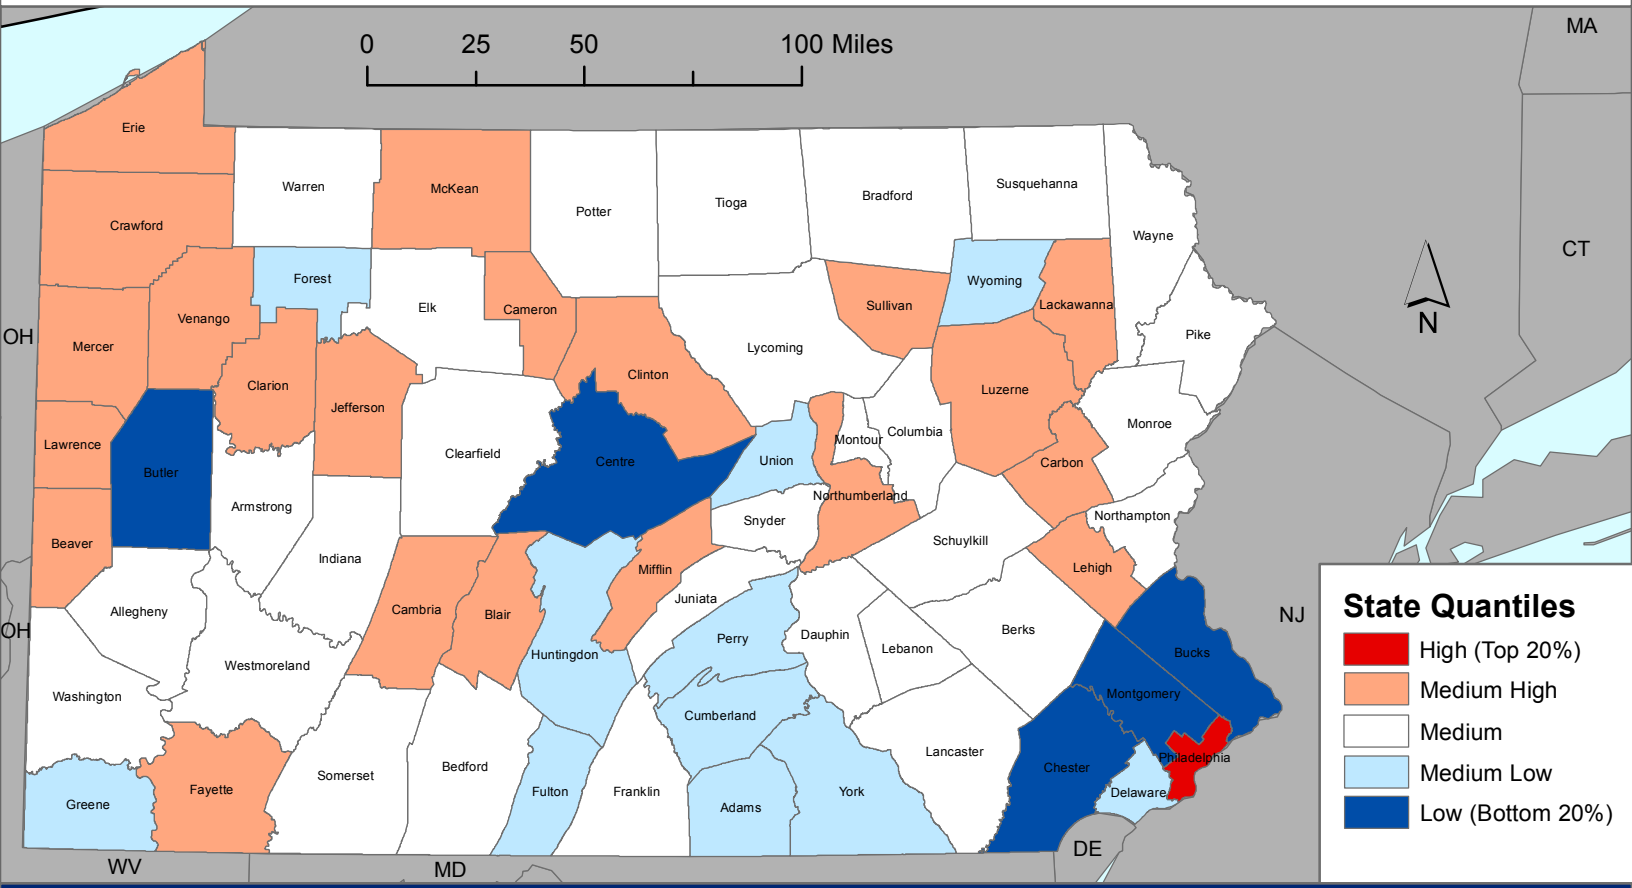 MA
0 25 50 100 Miles
Erie
Warren
McKean
Susquehanna
Bradford
Tioga
Potter
Crawford
Wayne
CT
Forest
Wyoming
Elk
Cameron
Sullivan
Lackawanna
Venango
N
OH
Pike
Mercer
Lycoming
Clinton
Clarion
Luzerne
Jefferson
Monroe
Columbia
Montour
Lawrence
Clearfield
Centre
Union
Carbon
Butler
Northumberland
Armstrong
Northampton
Snyder
Schuylkill
Beaver
Indiana
Mifflin
Lehigh
Juniata
State Quantiles
Allegheny
Cambria
Blair
NJ
OH
Berks
Dauphin
Perry
Lebanon
High (Top 20%)
Huntingdon
Bucks
Westmoreland
Medium High
Washington
Montgomery
Cumberland
Medium
Lancaster
Philadelphia
Bedford
Chester
Somerset
Medium Low
Fayette
Fulton
Franklin
York
Delaware
Greene
Adams
Low (Bottom 20%)
DE
WV
MD